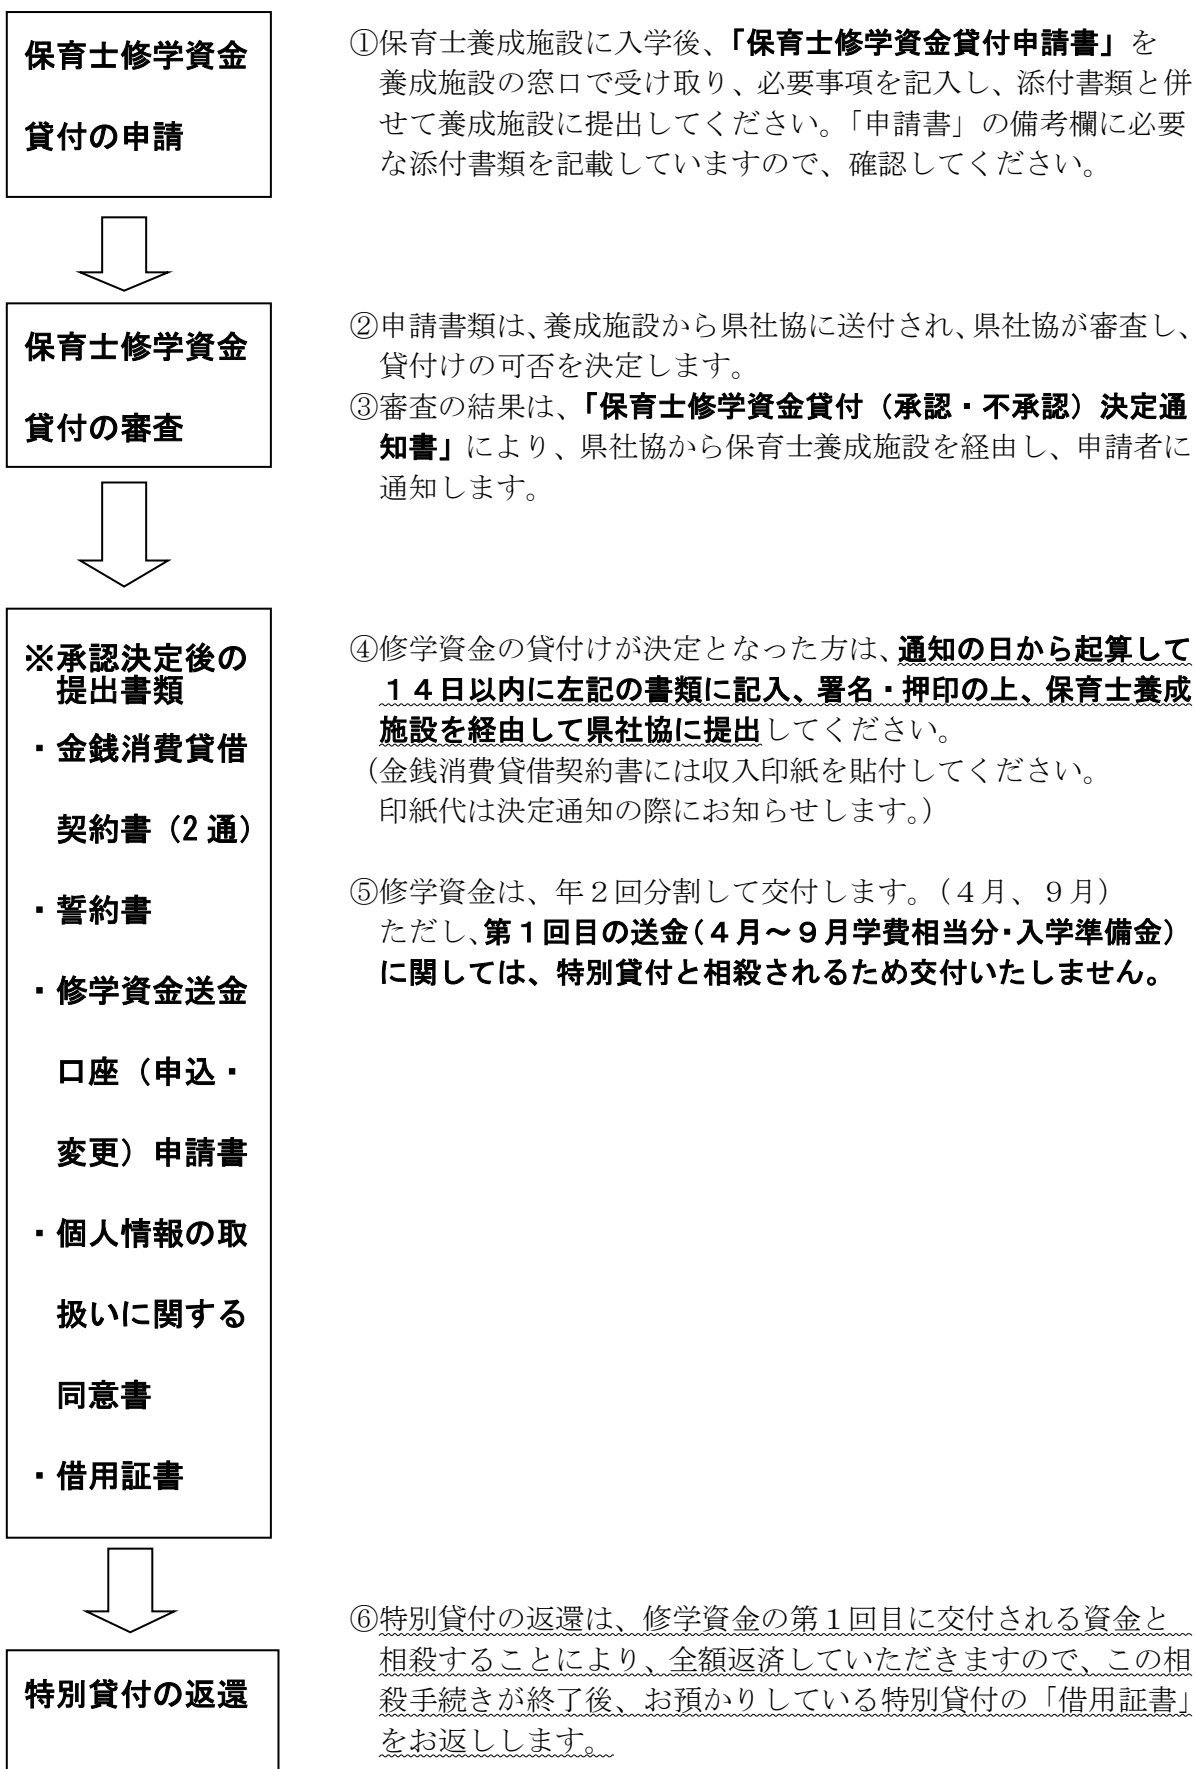 保育士修学資金
貸付の申請
①保育士養成施設に入学後、「保育士修学資金貸付申請書」を
養成施設の窓口で受け取り、必要事項を記入し、添付書類と併
せて養成施設に提出してください。「申請書」の備考欄に必要
な添付書類を記載していますので、確認してください。
保育士修学資金
貸付の審査
②申請書類は、養成施設から県社協に送付され、県社協が審査し、
貸付けの可否を決定します。
③審査の結果は、「保育士修学資金貸付（承認・不承認）決定通
知書」により、県社協から保育士養成施設を経由し、申請者に
通知します。
※承認決定後の
提出書類
・金銭消費貸借
契約書（2通）
・誓約書
・修学資金送金
口座（申込・
変更）申請書
・個人情報の取
扱いに関する
同意書
・借用証書
④修学資金の貸付けが決定となった方は、通知の日から起算して
１４日以内に左記の書類に記入、署名・押印の上、保育士養成
施設を経由して県社協に提出してください。
（金銭消費貸借契約書には収入印紙を貼付してください。
印紙代は決定通知の際にお知らせします。）
⑤修学資金は、年２回分割して交付します。（４月、９月）
ただし、第１回目の送金（４月～９月学費相当分・入学準備金）
に関しては、特別貸付と相殺されるため交付いたしません。
特別貸付の返還
⑥特別貸付の返還は、修学資金の第１回目に交付される資金と
相殺することにより、全額返済していただきますので、この相
殺手続きが終了後、お預かりしている特別貸付の「借用証書」
をお返しします。